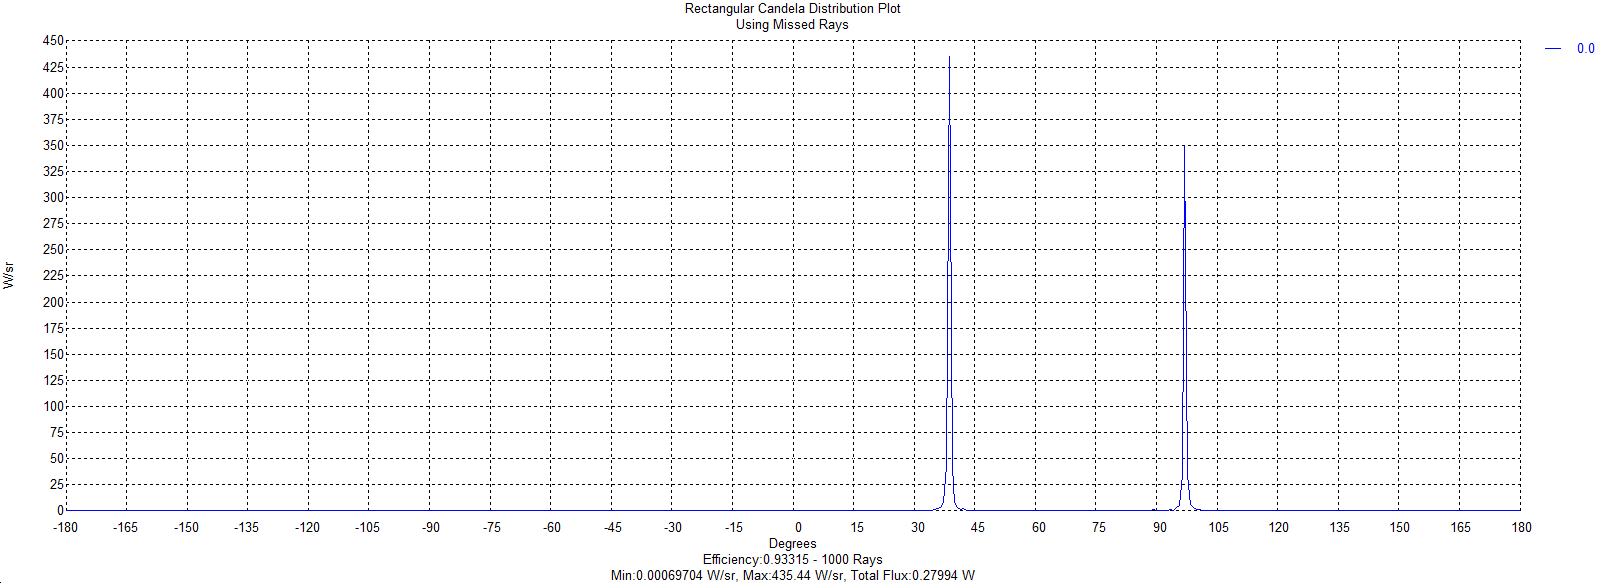 Rectangular Candela Distribution Plot
Using Missed Rays
0.0
450
425
400
375
350
325
300
275
250
225
200
175
150
125
100
75
50
25
0
W/sr
-180 -165 -150 -135 -120 -105 -90 -75 -60 -45 -30 -15 0 15 30 45 60 75 90 105 120 135 150 165 180
Degrees
Efficiency:0.93315 - 1000 Rays
Min:0.00069704 W/sr, Max:435.44 W/sr, Total Flux:0.27994 W